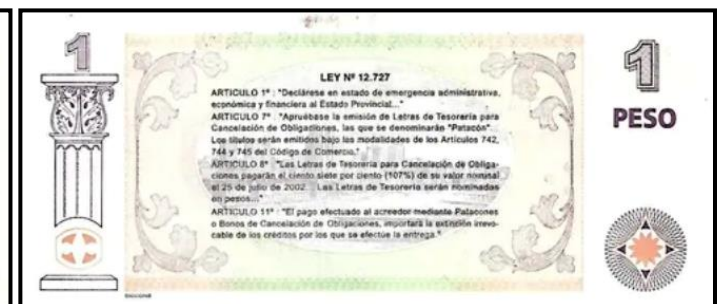 1
LEY Nº 12.727
ARTICULO 1º : "Declárese en estado de emergencia administrativa,
económica y financiera al Estado Provincial..."
ARTICULO 7º : "Apruébase la emisión de Letras de Tesorería para
Cancelación de Obligaciones, las que se denominarán "Patacón".
Los títulos serán emitidos bajo las modalidades de los Artículos 742,
744 y 745 del Código de Comercio."
ARTICULO 8º : "Las Letras de Tesorería para Cancelación de Obliga-
ciones pagarán el ciento siete por ciento (107%) de su valor nominal
el 25 de julio de 2002. Las Letras de Tesorería serán nominadas
en pesos..."
ARTICULO 11º : "El pago efectuado al acreedor mediante Patacones
o Bonos de Cancelación de Obligaciones, importará la extinción irrevo-
cable de los créditos por los que se efectúe la entrega."
1
PESO